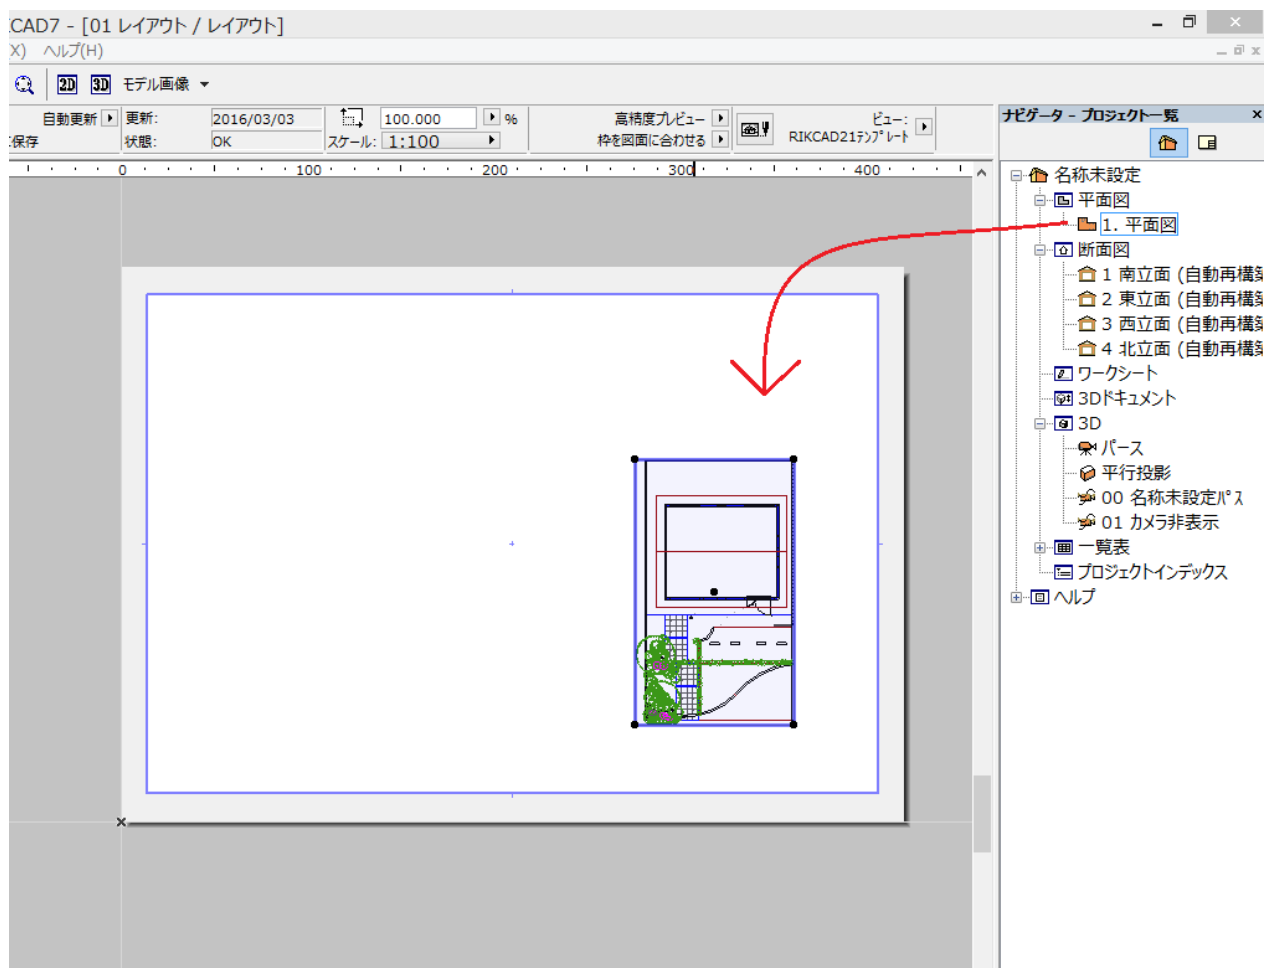 :CAD7 - [01 レイアウト / レイアウト]
X) ヘルプ(H)
2D 3D モデル画像
自動更新 更新: 2016/03/03 100.000 % 高精度プレビュー ビュー:
:保存 状態: OK スケール: 1:100 枠を図面に合わせる RIKCAD21テンプレート
0 100 200 300 400
ナビゲータ - プロジェクト一覧 ×
名称未設定
平面図
1. 平面図
断面図
1 南立面 (自動再構築
2 東立面 (自動再構築
3 西立面 (自動再構築
4 北立面 (自動再構築
ワークシート
3Dドキュメント
3D
パース
平行投影
00 名称未設定パス
01 カメラ非表示
一覧表
プロジェクトインデックス
ヘルプ